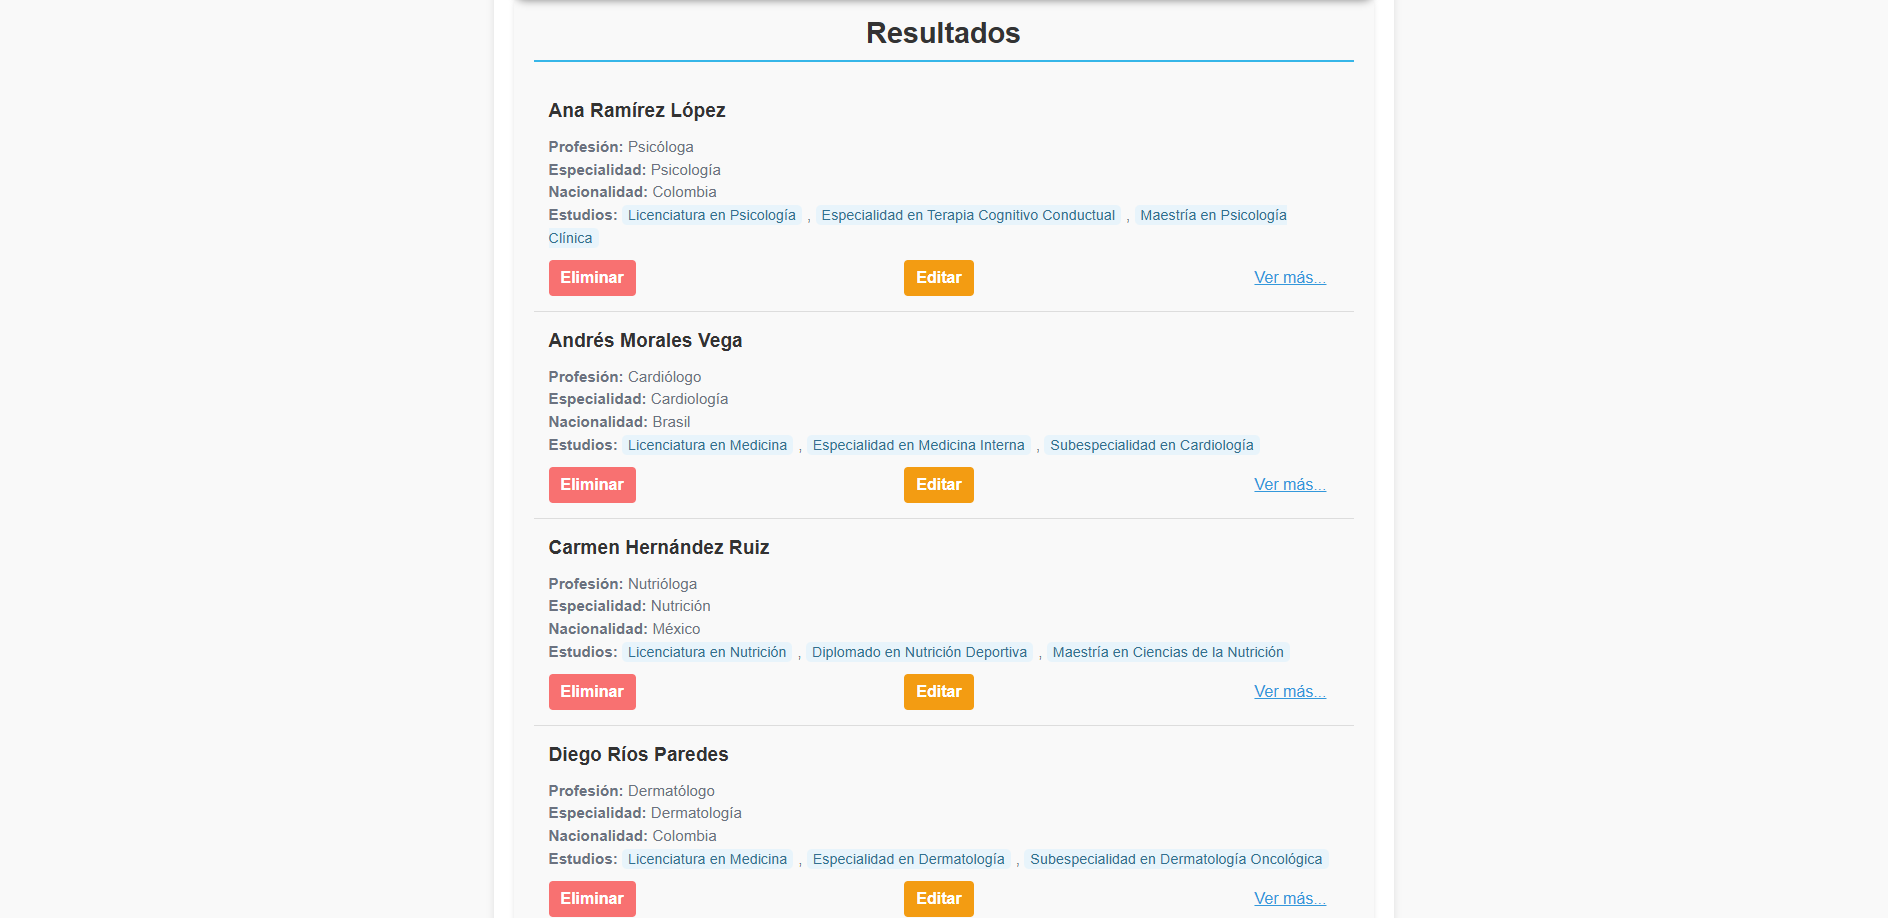 Resultados
Ana Ramírez López
Profesión: Psicóloga
Especialidad: Psicología
Nacionalidad: Colombia
Estudios: Licenciatura en Psicología , Especialidad en Terapia Cognitivo Conductual , Maestría en Psicología
Clínica
Eliminar Editar Ver más...
Andrés Morales Vega
Profesión: Cardiólogo
Especialidad: Cardiología
Nacionalidad: Brasil
Estudios: Licenciatura en Medicina , Especialidad en Medicina Interna , Subespecialidad en Cardiología
Eliminar Editar Ver más...
Carmen Hernández Ruiz
Profesión: Nutrióloga
Especialidad: Nutrición
Nacionalidad: México
Estudios: Licenciatura en Nutrición , Diplomado en Nutrición Deportiva , Maestría en Ciencias de la Nutrición
Eliminar Editar Ver más...
Diego Ríos Paredes
Profesión: Dermatólogo
Especialidad: Dermatología
Nacionalidad: Colombia
Estudios: Licenciatura en Medicina , Especialidad en Dermatología , Subespecialidad en Dermatología Oncológica
Eliminar Editar Ver más...